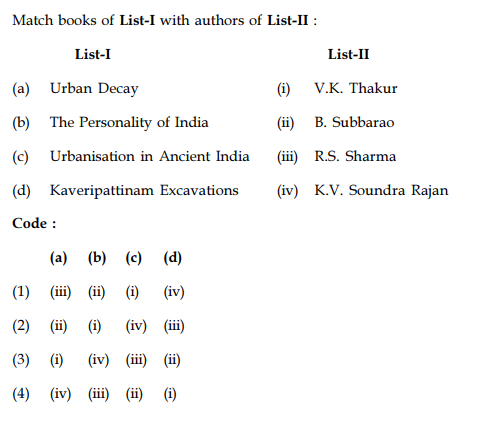 Match books of List-I with authors of List-II :
List-I List-II
(a) Urban Decay (i) V.K. Thakur
(b) The Personality of India (ii) B. Subbarao
(c) Urbanisation in Ancient India (iii) R.S. Sharma
(d) Kaveripattinam Excavations (iv) K.V. Soundra Rajan
Code :
(a) (b) (c) (d)
(1) (iii) (ii) (i) (iv)
(2) (ii) (i) (iv) (iii)
(3) (i) (iv) (iii) (ii)
(4) (iv) (iii) (ii) (i)